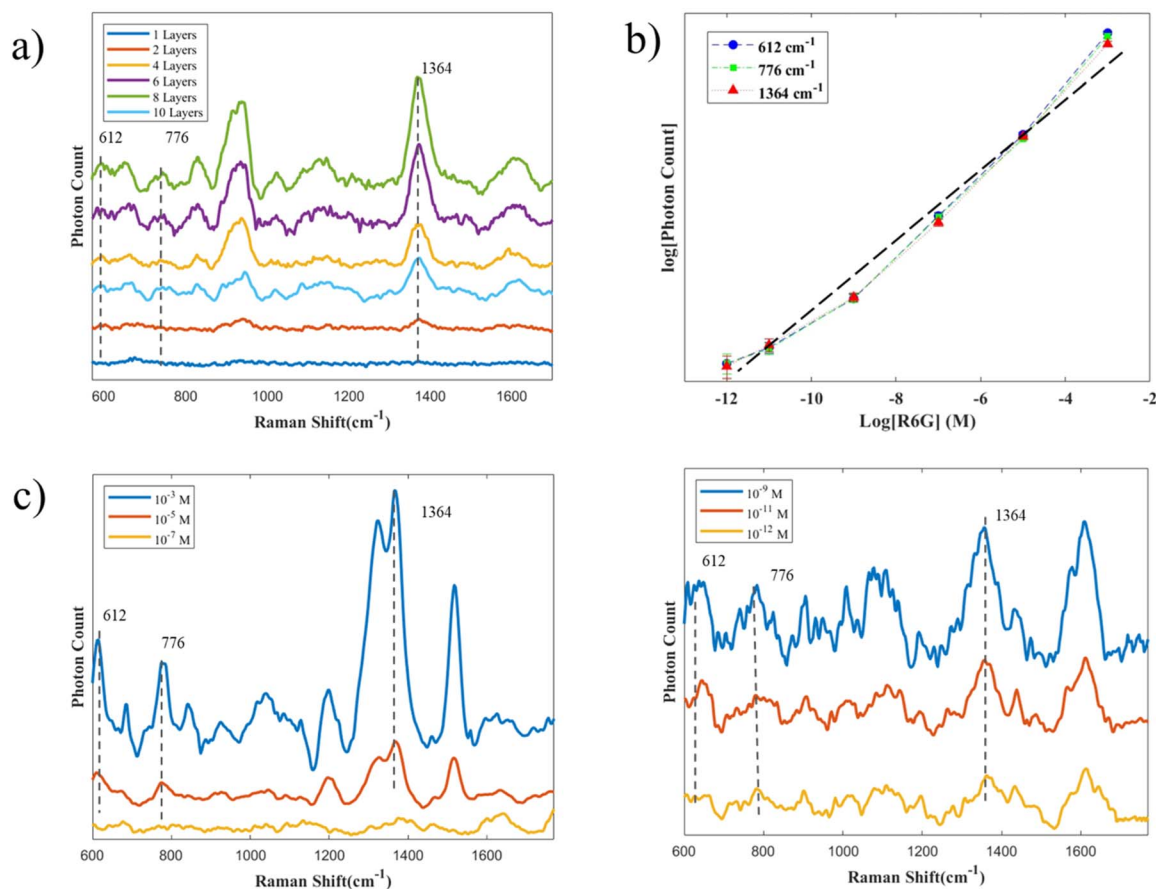 a)
1 Layers
2 Layers
4 Layers
6 Layers
8 Layers
10 Layers
612
776
1364
Photon Count
600
800
1000
1200
1400
1600
Raman Shift(cm⁻¹)
b)
612 cm⁻¹
776 cm⁻¹
1364 cm⁻¹
log[Photon Count]
-12
-10
-8
-6
-4
-2
Log[R6G] (M)
c)
10⁻³ M
10⁻⁵ M
10⁻⁷ M
612
776
1364
Photon Count
600
800
1000
1200
1400
1600
Raman Shift(cm⁻¹)
10⁻⁹ M
10⁻¹¹ M
10⁻¹² M
612
776
1364
Photon Count
600
800
1000
1200
1400
1600
Raman Shift(cm⁻¹)